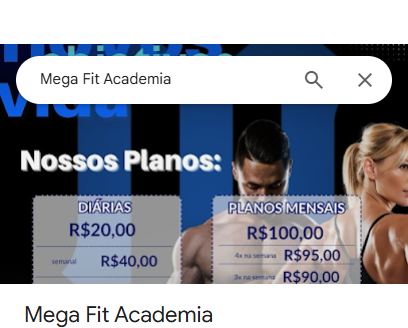 Mega Fit Academia
vida
Nossos Planos:
DIÁRIAS
R$20,00
semanal R$40,00
PLANOS MENSAIS
R$100,00
4x na semana R$95,00
3x na semana R$90,00
Mega Fit Academia